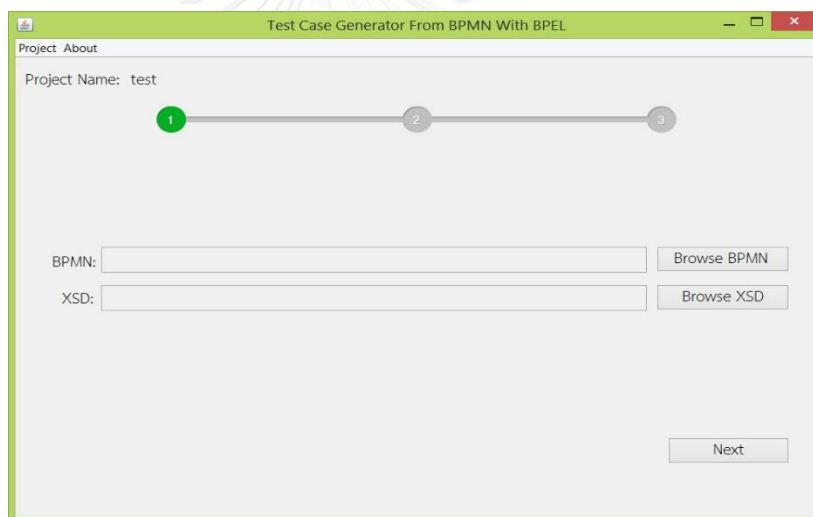 Test Case Generator From BPMN With BPEL
Project About
Project Name: test
1 2 3
BPMN: Browse BPMN
XSD: Browse XSD
Next